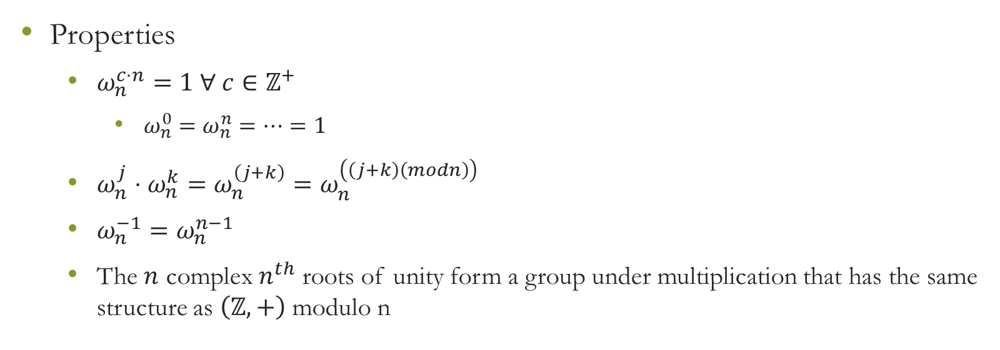 • Properties
• $\omega_n^{c \cdot n} = 1 \; \forall \; c \in \mathbb{Z}^+$
• $\omega_n^0 = \omega_n^n = \cdots = 1$
• $\omega_n^j \cdot \omega_n^k = \omega_n^{(j+k)} = \omega_n^{((j+k)(modn))}$
• $\omega_n^{-1} = \omega_n^{n-1}$
• The $n$ complex $n^{th}$ roots of unity form a group under multiplication that has the same
structure as $(\mathbb{Z}, +)$ modulo n